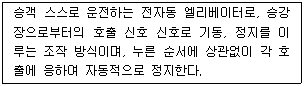 승객 스스로 운전하는 전자동 엘리베이터로, 승강
장으로부터의 호출 신호 신호로 기동, 정지를 이
루는 조작 방식이며, 누른 순서에 상관없이 각 호
출에 응하여 자동적으로 정지한다.